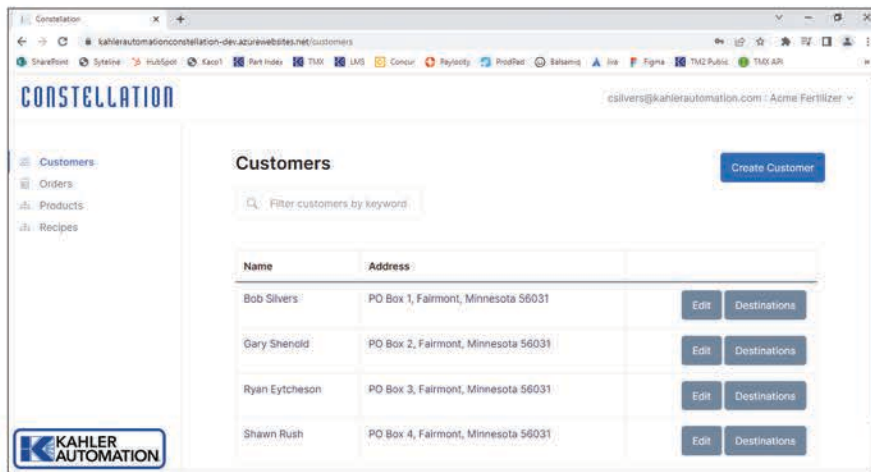 Constellation
kahlerautomationconstellation-dev.azurewebsites.net/customers
SharePoint Syteline HubSpot Kaco1 Part Index TMX LMS Concur Paylocity ProdPad Balsamiq Figma TM2 Public TMX API
CONSTELLATION
csilvers@kahlerautomation.com : Acme Fertilizer
Customers
Customers
Create Customer
Orders
Products
Filter customers by keyword
Recipes
Name Address
Bob Silvers PO Box 1, Fairmont, Minnesota 56031 Edit Destinations
Gary Shenold PO Box 2, Fairmont, Minnesota 56031 Edit Destinations
Ryan Eytcheson PO Box 3, Fairmont, Minnesota 56031 Edit Destinations
Shawn Rush PO Box 4, Fairmont, Minnesota 56031 Edit Destinations
KAHLER
AUTOMATION